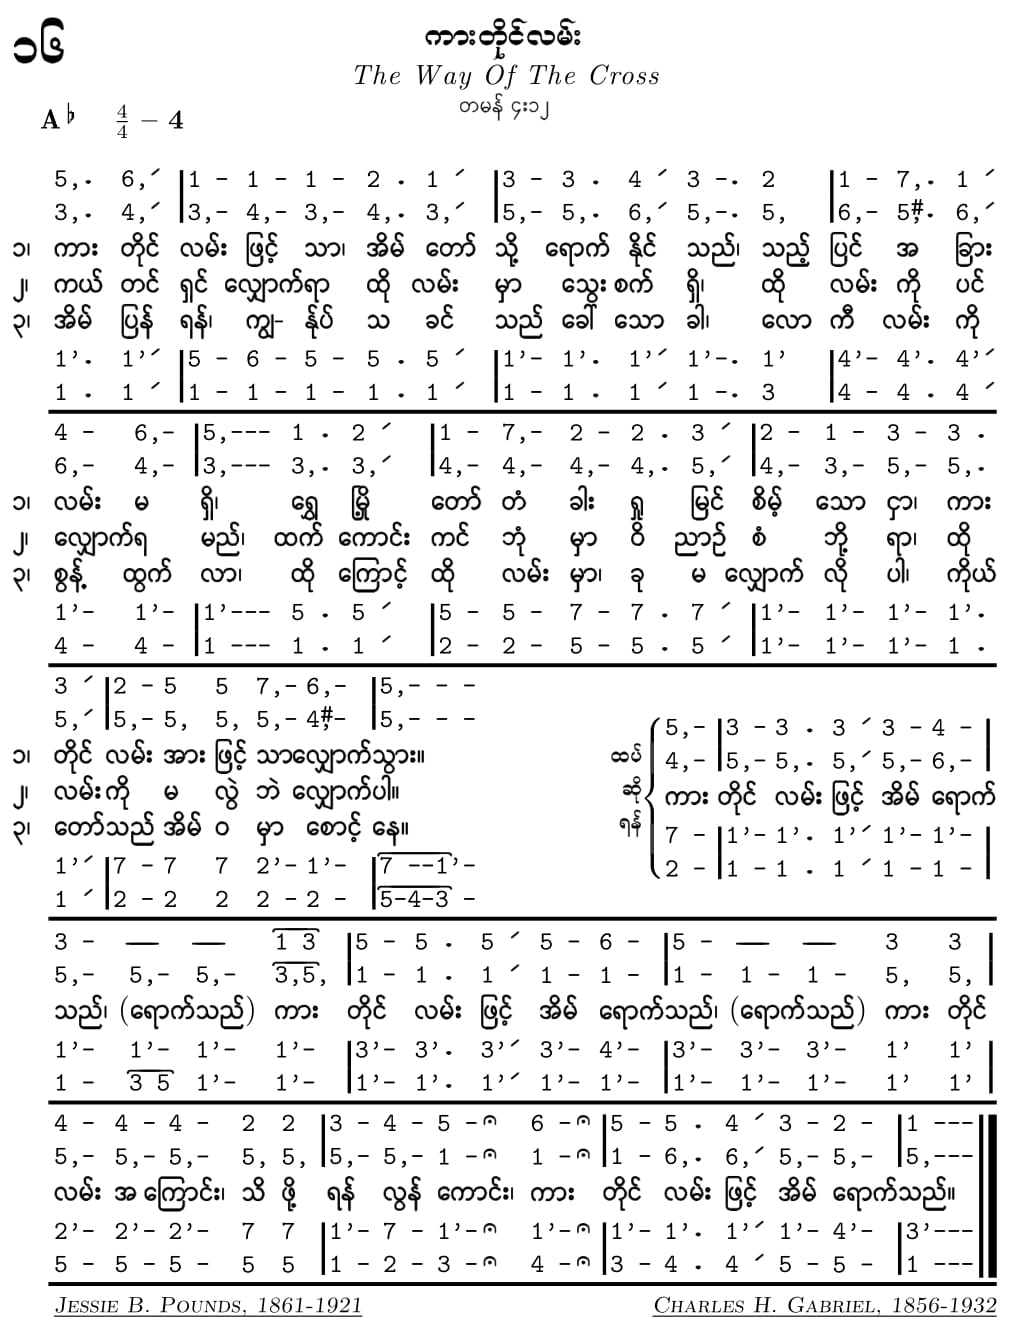 ၁၆
ကားတိုင်လမ်း
The Way Of The Cross
တမန် ၄း၁၂
A♭ 4/4 – 4
5,. 6,ˊ |1 – 1 – 1 – 2 . 1 ˊ |3 – 3 . 4 ˊ 3 –. 2 |1 – 7,. 1 ˊ
3,. 4,ˊ |3,– 4,– 3,– 4,. 3,ˊ |5,– 5,. 6,ˊ 5,–. 5, |6,– 5#,. 6,ˊ
၁၊ ကား တိုင် လမ်း ဖြင့် သာ၊ အိမ် တော် သို့ ရောက် နိုင် သည်၊ သည့် ပြင် အ ခြား
၂၊ ကယ် တင် ရှင် လျှောက်ရာ ထို လမ်း မှာ သွေး စက် ရှိ၊ ထို လမ်း ကို ပင်
၃၊ အိမ် ပြန် ရန်၊ ကျွ- န်ုပ် သ ခင် သည် ခေါ် သော ခါ၊ လော ကီ လမ်း ကို
1’. 1’ˊ |5 – 6 – 5 – 5 . 5 ˊ |1’– 1’. 1’ˊ 1’–. 1’ |4’– 4’. 4’ˊ
1 . 1 ˊ |1 – 1 – 1 – 1 . 1 ˊ |1 – 1 . 1 ˊ 1 –. 3 |4 – 4 . 4 ˊ
4 – 6,– |5,––– 1 . 2 ˊ |1 – 7,– 2 – 2 . 3 ˊ |2 – 1 – 3 – 3 .
6,– 4,– |3,––– 3,. 3,ˊ |4,– 4,– 4,– 4,. 5,ˊ |4,– 3,– 5,– 5,.
၁၊ လမ်း မ ရှိ၊ ရွှေ မြို့ တော် တံ ခါး ရှု မြင် စိမ့် သော ငှာ၊ ကား
၂၊ လျှောက်ရ မည်၊ ထက် ကောင်း ကင် ဘုံ မှာ ဝိ ညာဉ် စံ ဘို့ ရာ၊ ထို
၃၊ စွန့် ထွက် လာ၊ ထို ကြောင့် ထို လမ်း မှာ၊ ခု မ လျှောက် လို ပါ၊ ကိုယ်
1’– 1’– |1’––– 5 . 5 ˊ |5 – 5 – 7 – 7 . 7 ˊ |1’– 1’– 1’– 1’.
4 – 4 – |1 ––– 1 . 1 ˊ |2 – 2 – 5 – 5 . 5 ˊ |1’– 1’– 1’– 1 .
3 ˊ |2 – 5 5 7,– 6,– |5,– – –
5,ˊ |5,– 5, 5, 5,– 4#,– |5,– – –
၁၊ တိုင် လမ်း အား ဖြင့် သာလျှောက်သွား။
၂၊ လမ်းကို မ လွဲ ဘဲ လျှောက်ပါ။
၃၊ တော်သည် အိမ် ဝ မှာ စောင့် နေ။
1’ˊ |7 – 7 7 2’– 1’– |7 ––1’–
1 ˊ |2 – 2 2 2 – 2 – |5–4–3 –
ထပ်
ဆို
ရန်
5,– |3 – 3 . 3 ˊ 3 – 4 – |
4,– |5,– 5,. 5,ˊ 5,– 6,– |
ကား တိုင် လမ်း ဖြင့် အိမ် ရောက်
7 – |1’– 1’. 1’ˊ 1’– 1’– |
2 – |1 – 1 . 1 ˊ 1 – 1 – |
3 – — — 1 3 |5 – 5 . 5 ˊ 5 – 6 – |5 – — — 3 3 |
5,– 5,– 5,– 3,5, |1 – 1 . 1 ˊ 1 – 1 – |1 – 1 – 1 – 5, 5, |
သည်၊ (ရောက်သည်) ကား တိုင် လမ်း ဖြင့် အိမ် ရောက်သည်၊ (ရောက်သည်) ကား တိုင်
1’– 1’– 1’– 1’– |3’– 3’. 3’ˊ 3’– 4’– |3’– 3’– 3’– 1’ 1’ |
1 – 3 5 1’– 1’– |1’– 1’. 1’ˊ 1’– 1’– |1’– 1’– 1’– 1’ 1’ |
4 – 4 – 4 – 2 2 |3 – 4 – 5 –𝄐 6 –𝄐 |5 – 5 . 4 ˊ 3 – 2 – |1 –––
5,– 5,– 5,– 5, 5, |5,– 5,– 1 –𝄐 1 –𝄐 |1 – 6,. 6,ˊ 5,– 5,– |5,–––
လမ်း အ ကြောင်း၊ သိ ဖို့ ရန် လွန် ကောင်း၊ ကား တိုင် လမ်း ဖြင့် အိမ် ရောက်သည်။
2’– 2’– 2’– 7 7 |1’– 7 – 1’–𝄐 1’–𝄐 |1’– 1’. 1’ˊ 1’– 4’– |3’–––
5 – 5 – 5 – 5 5 |1 – 2 – 3 –𝄐 4 –𝄐 |3 – 4 . 4 ˊ 5 – 5 – |1 –––
Jessie B. Pounds, 1861-1921
Charles H. Gabriel, 1856-1932